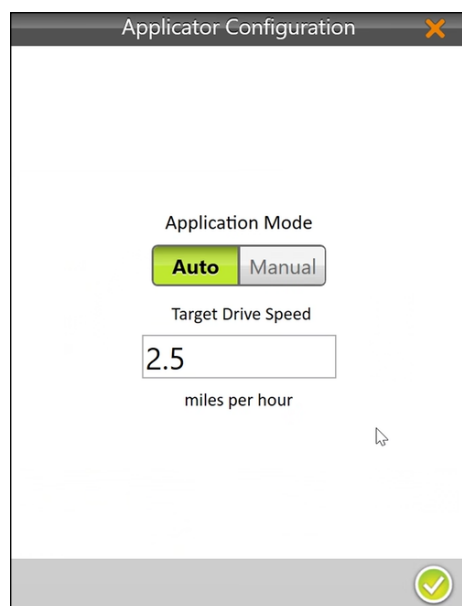 Applicator Configuration
Application Mode
Auto Manual
Target Drive Speed
2.5
miles per hour